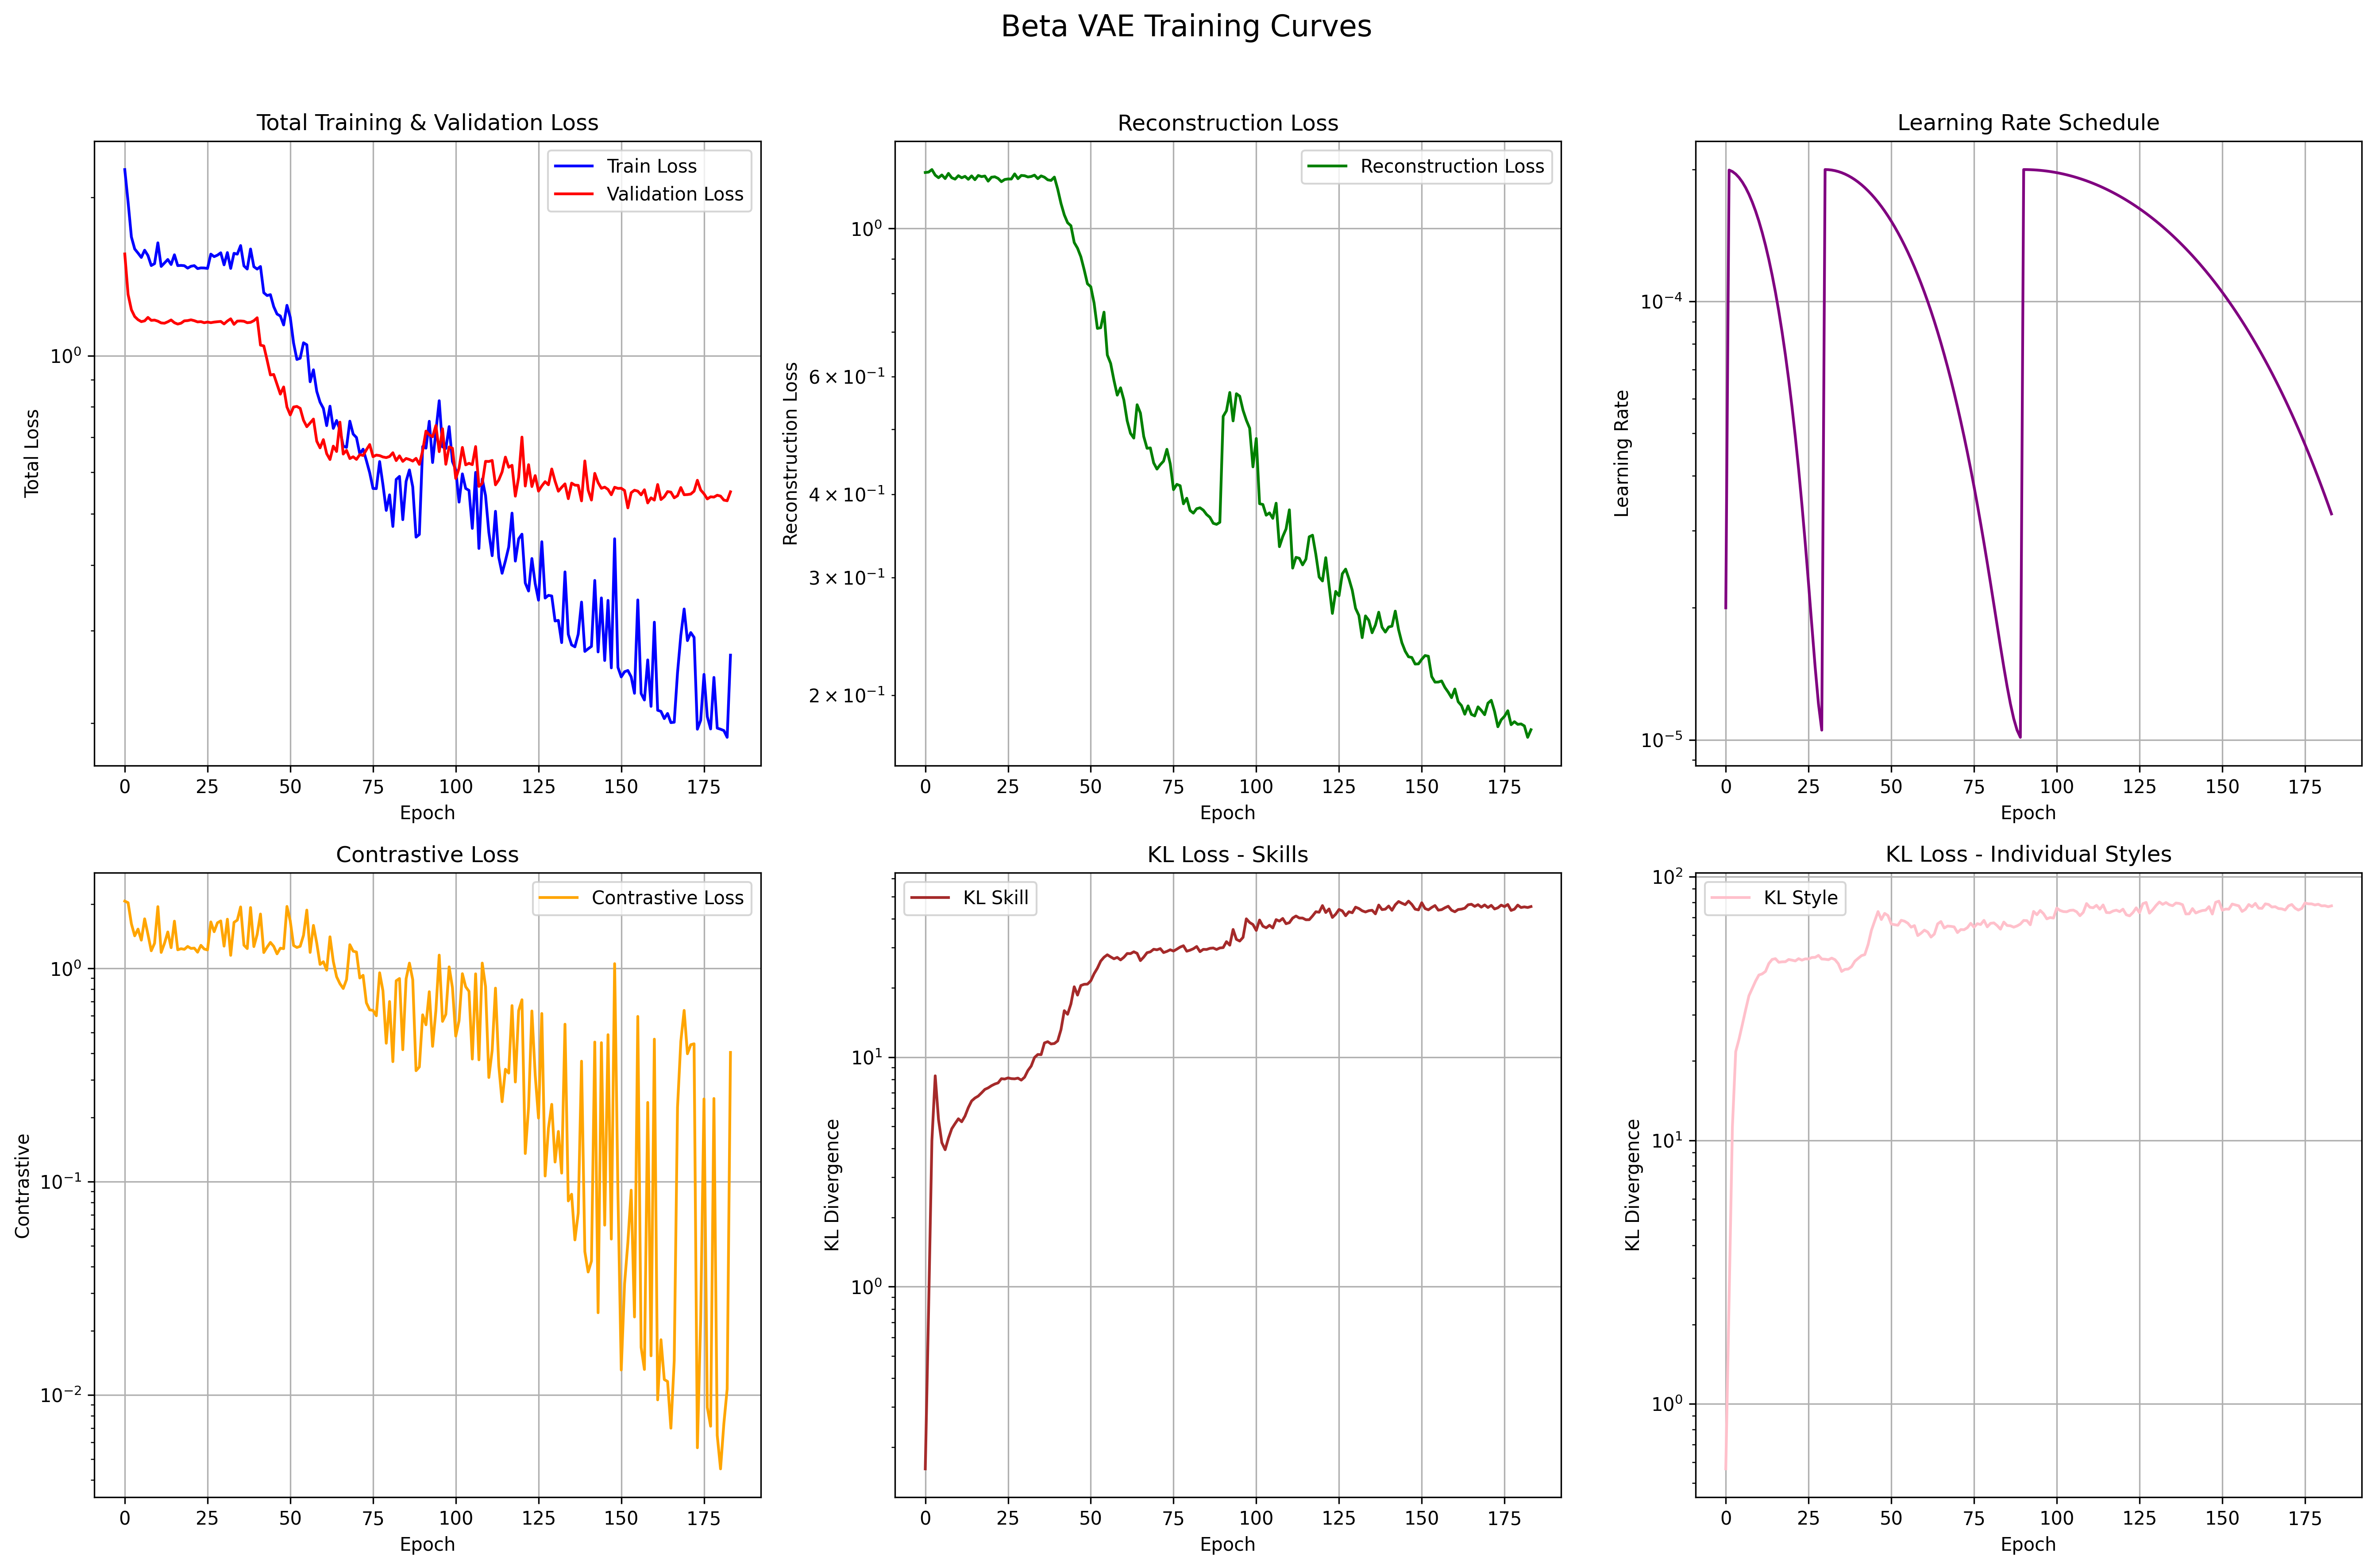 Beta VAE Training Curves
Total Training & Validation Loss
Train Loss
Validation Loss
Total Loss
10⁰
0 25 50 75 100 125 150 175
Epoch
Reconstruction Loss
Reconstruction Loss
Reconstruction Loss
10⁰
6 × 10⁻¹
4 × 10⁻¹
3 × 10⁻¹
2 × 10⁻¹
0 25 50 75 100 125 150 175
Epoch
Learning Rate Schedule
Learning Rate
10⁻⁴
10⁻⁵
0 25 50 75 100 125 150 175
Epoch
Contrastive Loss
Contrastive Loss
Contrastive
10⁰
10⁻¹
10⁻²
0 25 50 75 100 125 150 175
Epoch
KL Loss - Skills
KL Skill
KL Divergence
10¹
10⁰
0 25 50 75 100 125 150 175
Epoch
KL Loss - Individual Styles
KL Style
KL Divergence
10²
10¹
10⁰
0 25 50 75 100 125 150 175
Epoch